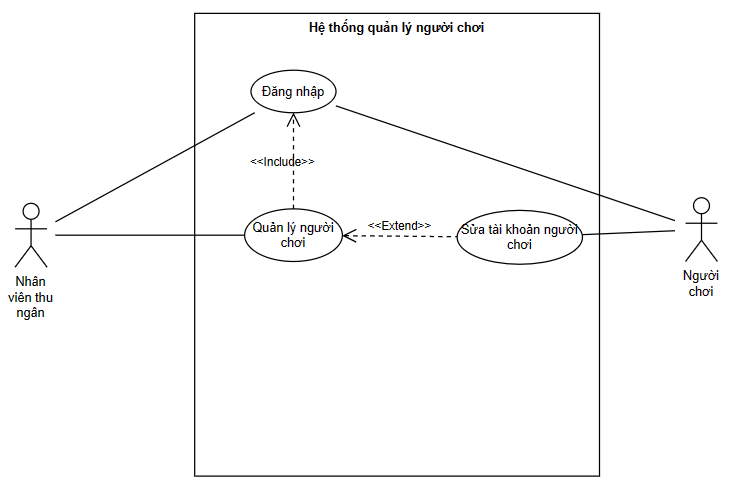 Hệ thống quản lý người chơi
Đăng nhập
<<Include>>
Quản lý người
chơi
<<Extend>>
Sửa tài khoản người
chơi
Nhân
viên thu
ngân
Người
chơi